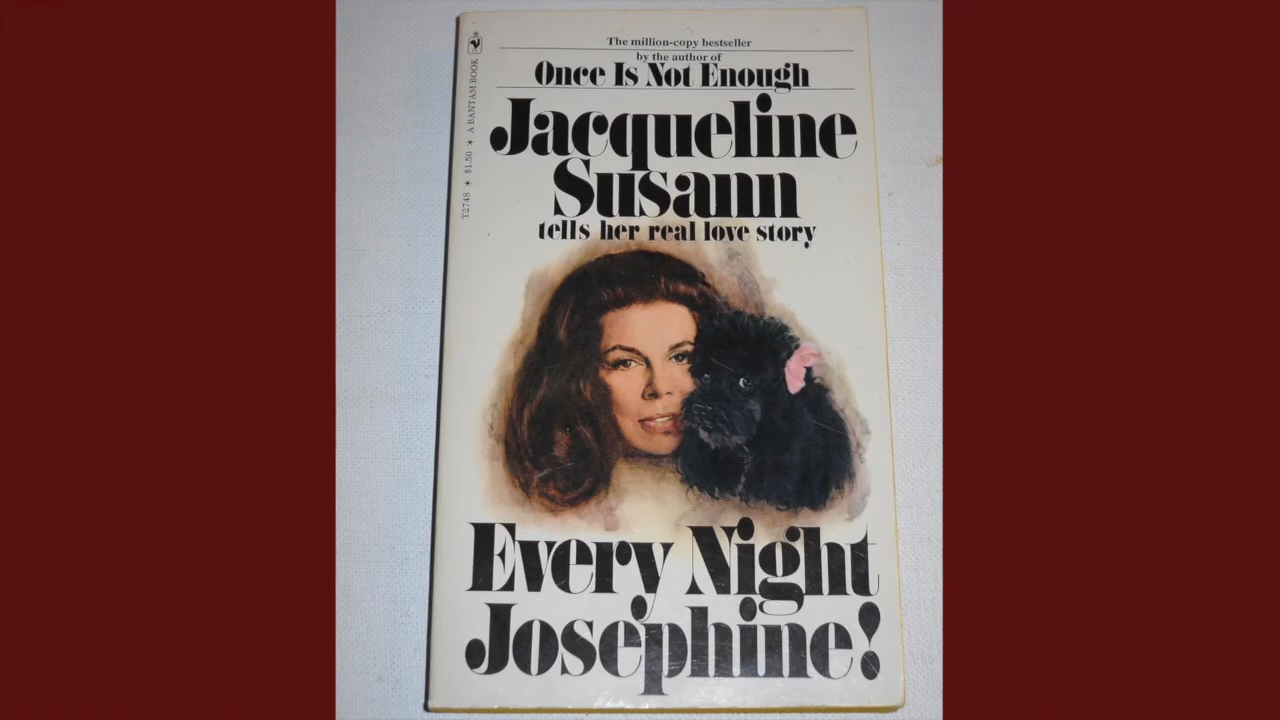 The million-copy bestseller
by the author of
Once Is Not Enough
Jacqueline
Susann
tells her real love story
Every Night
Josephine!
T2748 * $1.50 * A BANTAM BOOK